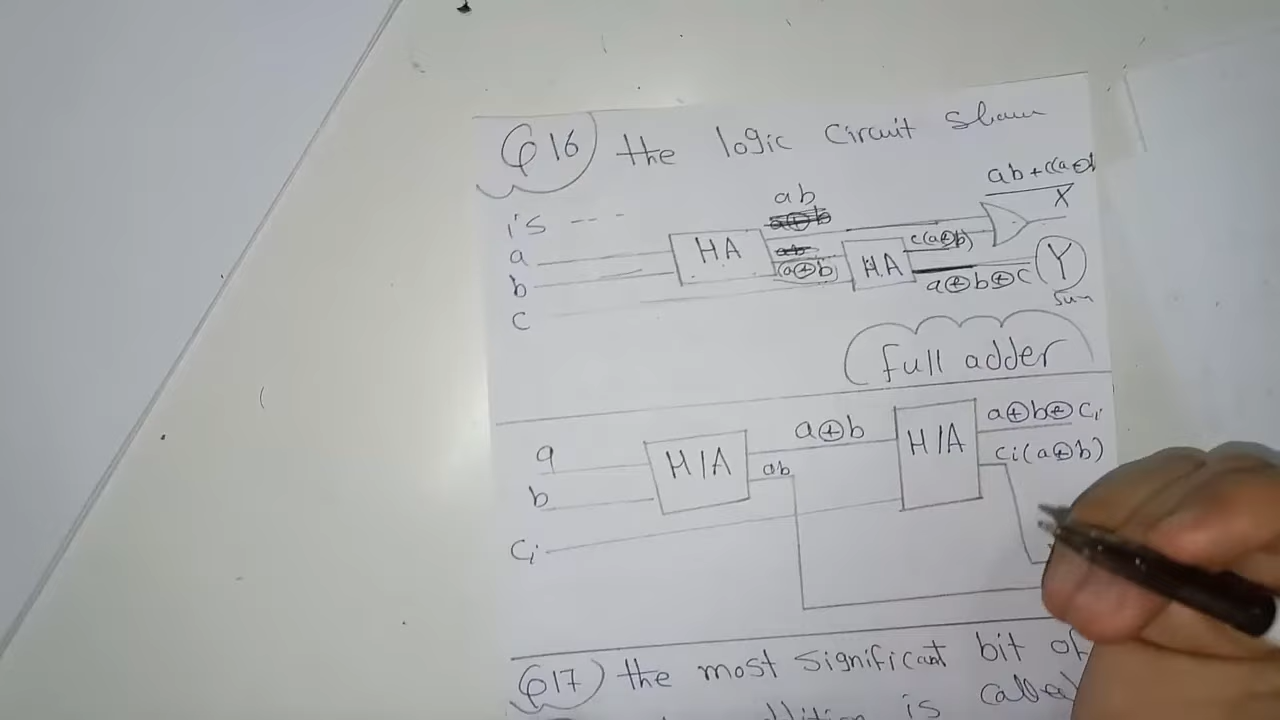 Q16) the logic circuit shown
is ---
ab
ab + c(a⊕b)
X
a
HA
c(a⊕b)
b
(a⊕b)
HA
Y
a⊕b⊕c
Sum
c
full adder
a
a⊕b
a⊕b⊕Ci
b
H/A
ab
H/A
Ci(a⊕b)
Ci
Q17) the most significant bit of
is called